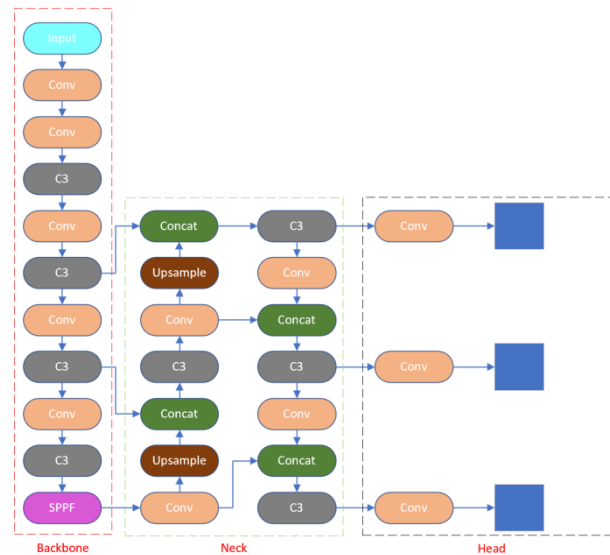 Input
Conv
Conv
C3
Conv
C3
Conv
C3
Conv
C3
SPPF
Backbone
Concat
Upsample
Conv
C3
Concat
Upsample
Conv
C3
Conv
Concat
C3
Conv
Concat
C3
Neck
Conv
Conv
Conv
Head